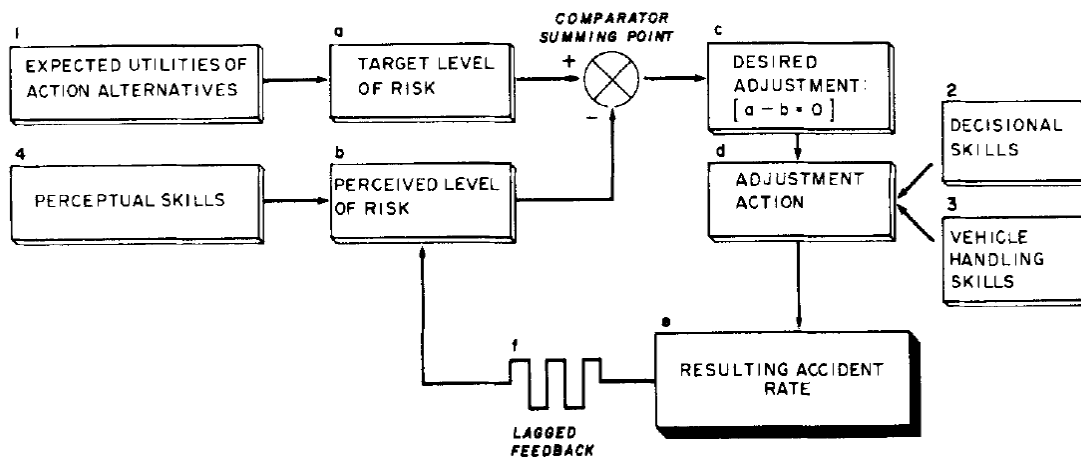 1
EXPECTED UTILITIES OF
ACTION ALTERNATIVES
a
TARGET LEVEL
OF RISK
COMPARATOR
SUMMING POINT
+
-
c
DESIRED
ADJUSTMENT:
[a-b=0]
2
DECISIONAL
SKILLS
4
PERCEPTUAL SKILLS
b
PERCEIVED LEVEL
OF RISK
d
ADJUSTMENT
ACTION
3
VEHICLE
HANDLING
SKILLS
e
RESULTING ACCIDENT
RATE
f
LAGGED
FEEDBACK